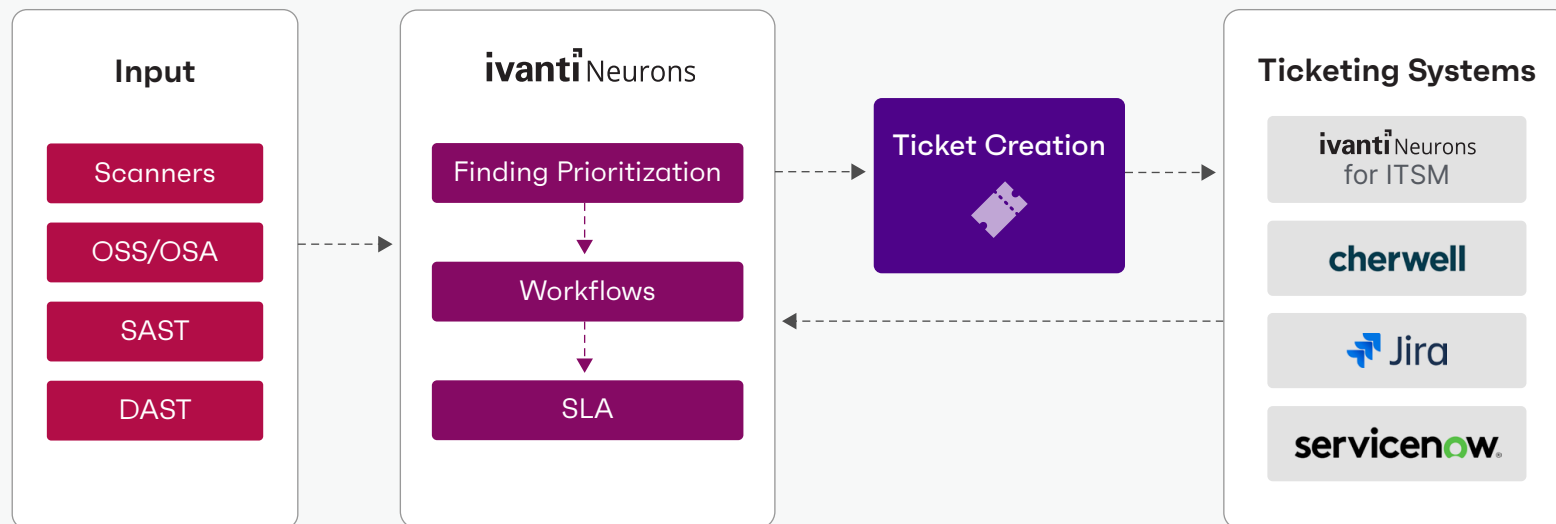 Input
Scanners
OSS/OSA
SAST
DAST
ivanti Neurons
Finding Prioritization
Workflows
SLA
Ticket Creation
Ticketing Systems
ivanti Neurons
for ITSM
cherwell
Jira
servicenow®